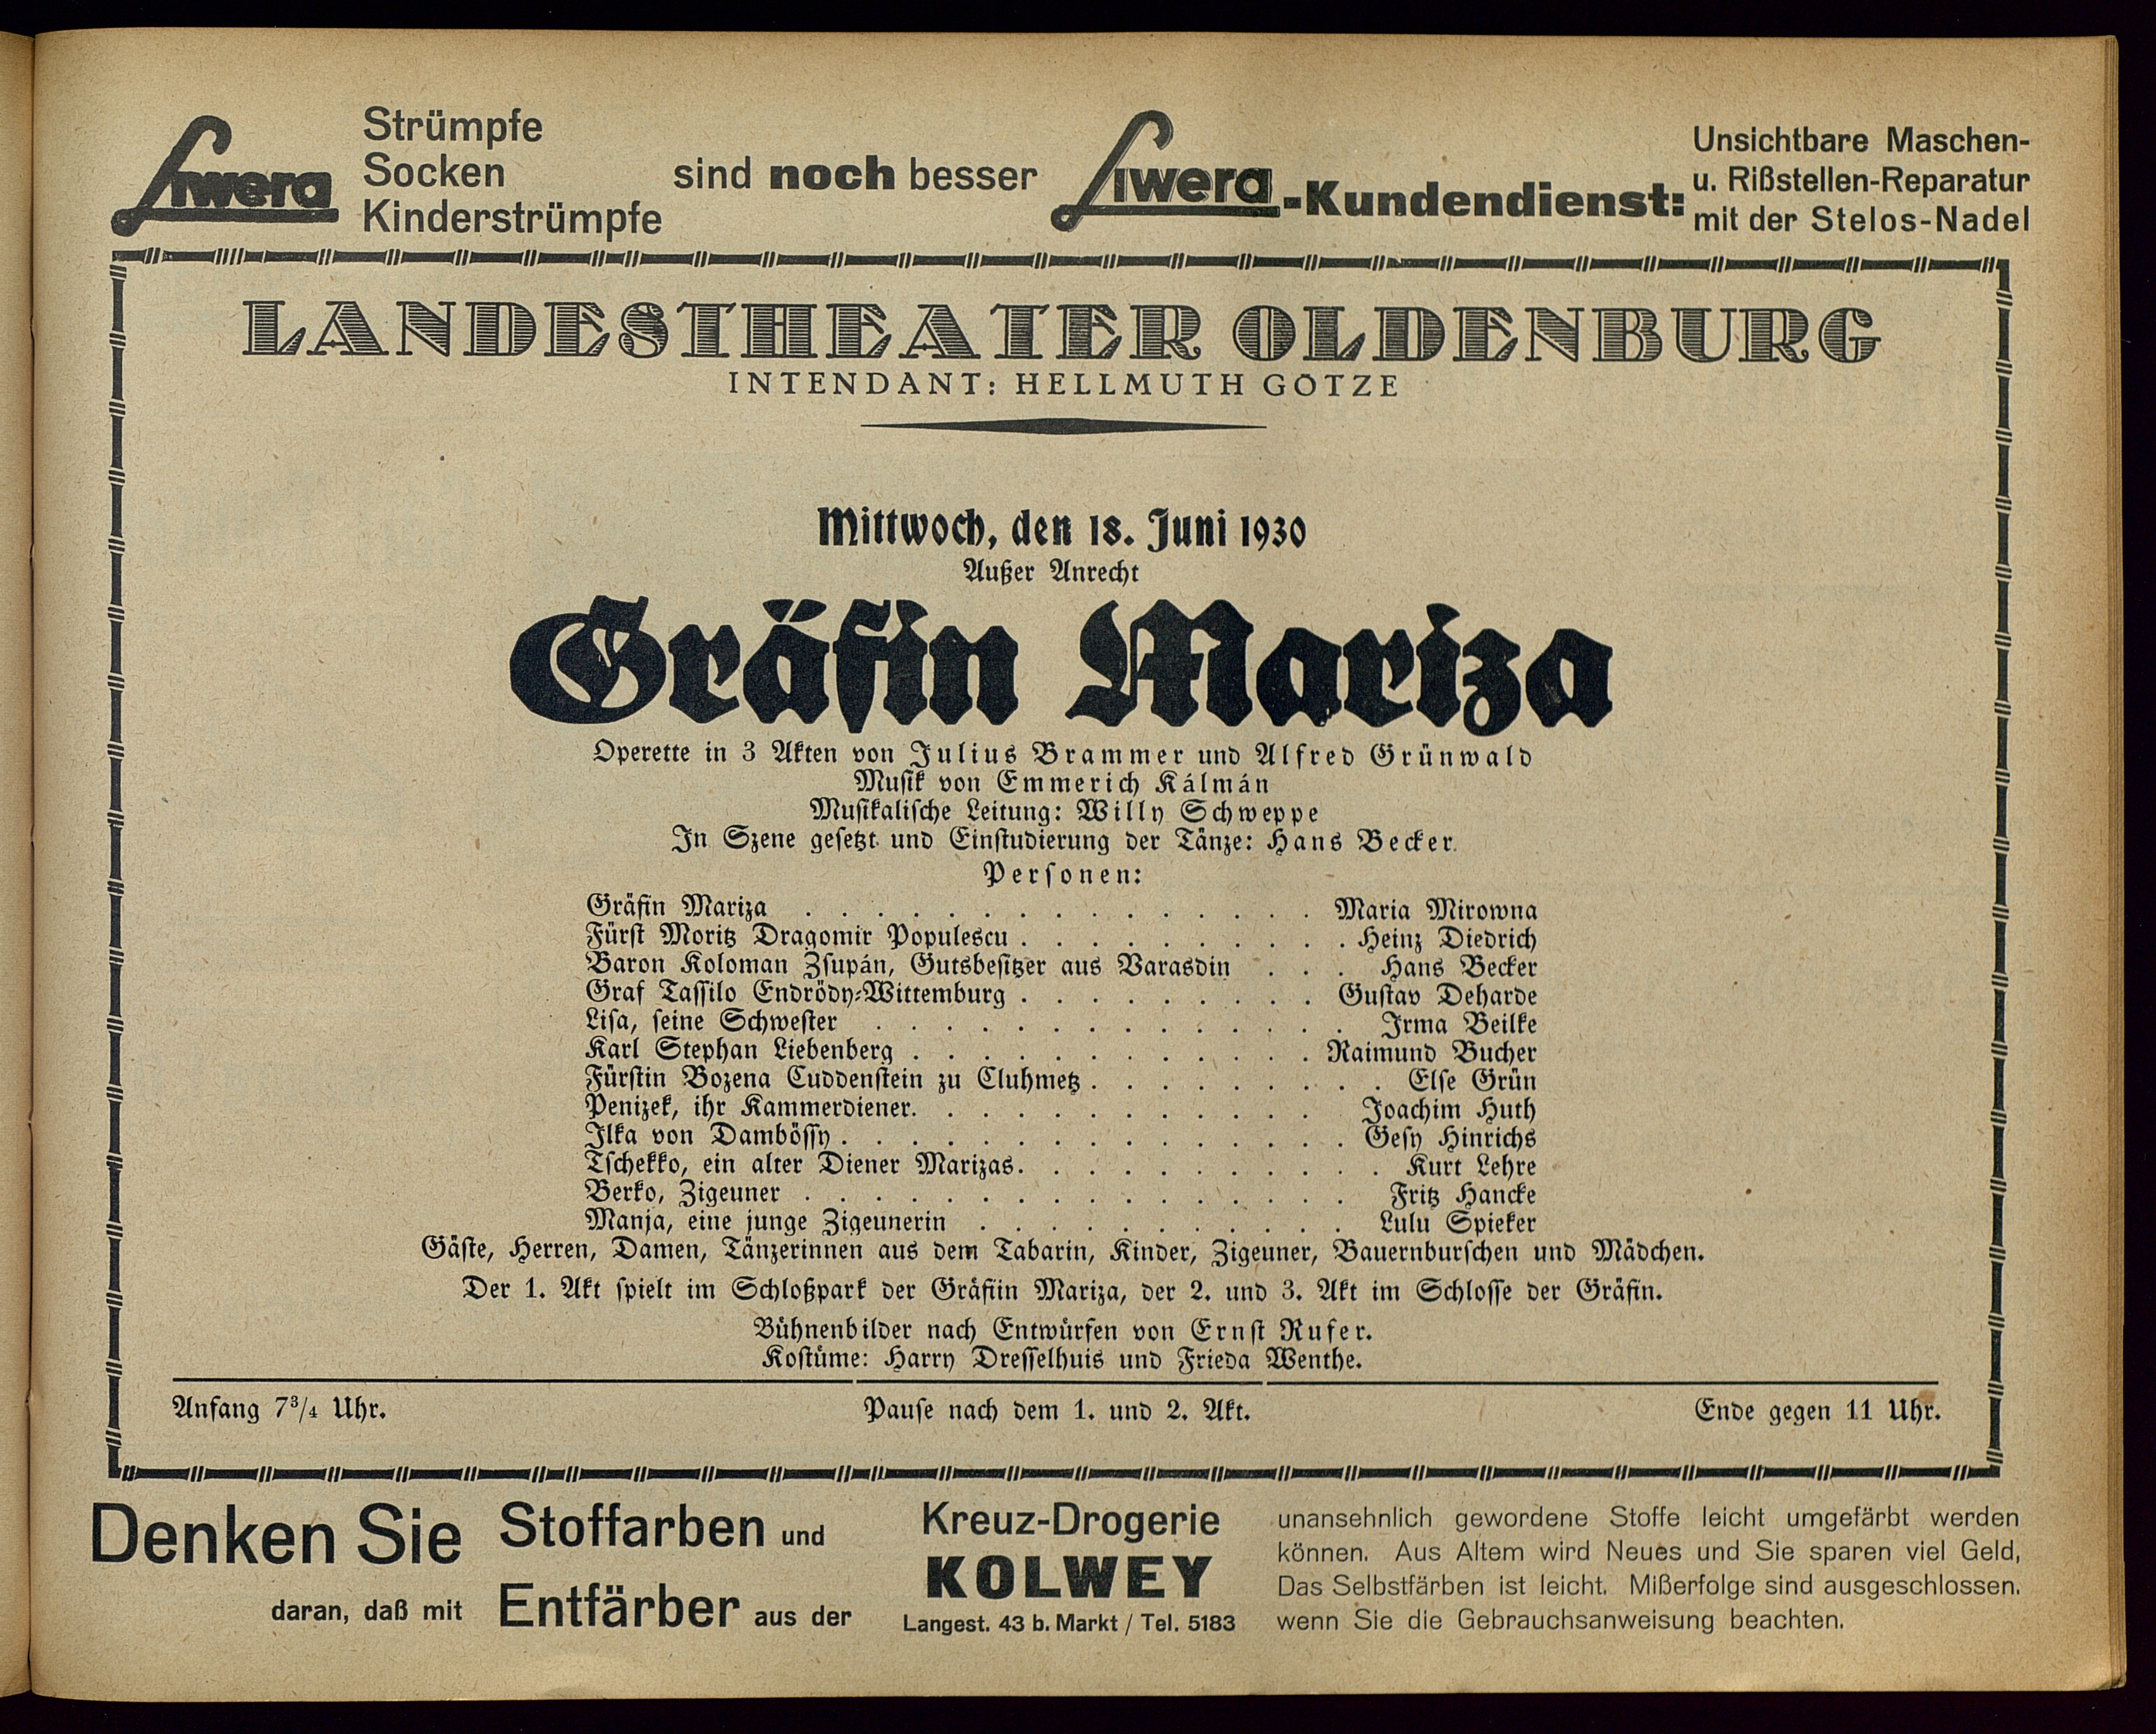 Liwera
Strümpfe
Socken
Kinderstrümpfe
sind noch besser
Liwera-Kundendienst:
Unsichtbare Maschen-
u. Rißstellen-Reparatur
mit der Stelos-Nadel
LANDESTHEATER OLDENBURG
INTENDANT: HELLMUTH GÖTZE
Mittwoch, den 18. Juni 1930
Außer Anrecht
Gräfin Mariza
Operette in 3 Akten von Julius Brammer und Alfred Grünwald
Musik von Emmerich Kálmán
Musikalische Leitung: Willy Schweppe
In Szene gesetzt und Einstudierung der Tänze: Hans Becker.
Personen:
Gräfin Mariza . . . . . . . . . . . . . . . Maria Mirowna
Fürst Moritz Dragomir Populescu . . . . . . . . . . Heinz Diedrich
Baron Koloman Zsupán, Gutsbesitzer aus Varasdin . . . Hans Becker
Graf Tassilo Endrödy-Wittemburg . . . . . . . . . Gustav Deharde
Lisa, seine Schwester . . . . . . . . . . . . . . Irma Beilke
Karl Stephan Liebenberg . . . . . . . . . . . . Raimund Bucher
Fürstin Bozena Cuddenstein zu Cluhmetz . . . . . . . . . Else Grün
Penizek, ihr Kammerdiener. . . . . . . . . . . . Joachim Huth
Ilka von Dambössy . . . . . . . . . . . . . . . Gesy Hinrichs
Tschekko, ein alter Diener Marizas. . . . . . . . . . . Kurt Lehre
Berko, Zigeuner . . . . . . . . . . . . . . . . Fritz Hancke
Manja, eine junge Zigeunerin . . . . . . . . . . . Lulu Spieker
Gäste, Herren, Damen, Tänzerinnen aus dem Tabarin, Kinder, Zigeuner, Bauernburschen und Mädchen.
Der 1. Akt spielt im Schloßpark der Gräfiin Mariza, der 2. und 3. Akt im Schlosse der Gräfin.
Bühnenbilder nach Entwürfen von Ernst Rufer.
Kostüme: Harry Dresselhuis und Frieda Wenthe.
Anfang 7¾ Uhr. Pause nach dem 1. und 2. Akt. Ende gegen 11 Uhr.
Denken Sie
daran, daß mit
Stoffarben und
Entfärber aus der
Kreuz-Drogerie
KOLWEY
Langest. 43 b. Markt / Tel. 5183
unansehnlich gewordene Stoffe leicht umgefärbt werden
können. Aus Altem wird Neues und Sie sparen viel Geld,
Das Selbstfärben ist leicht. Mißerfolge sind ausgeschlossen.
wenn Sie die Gebrauchsanweisung beachten.